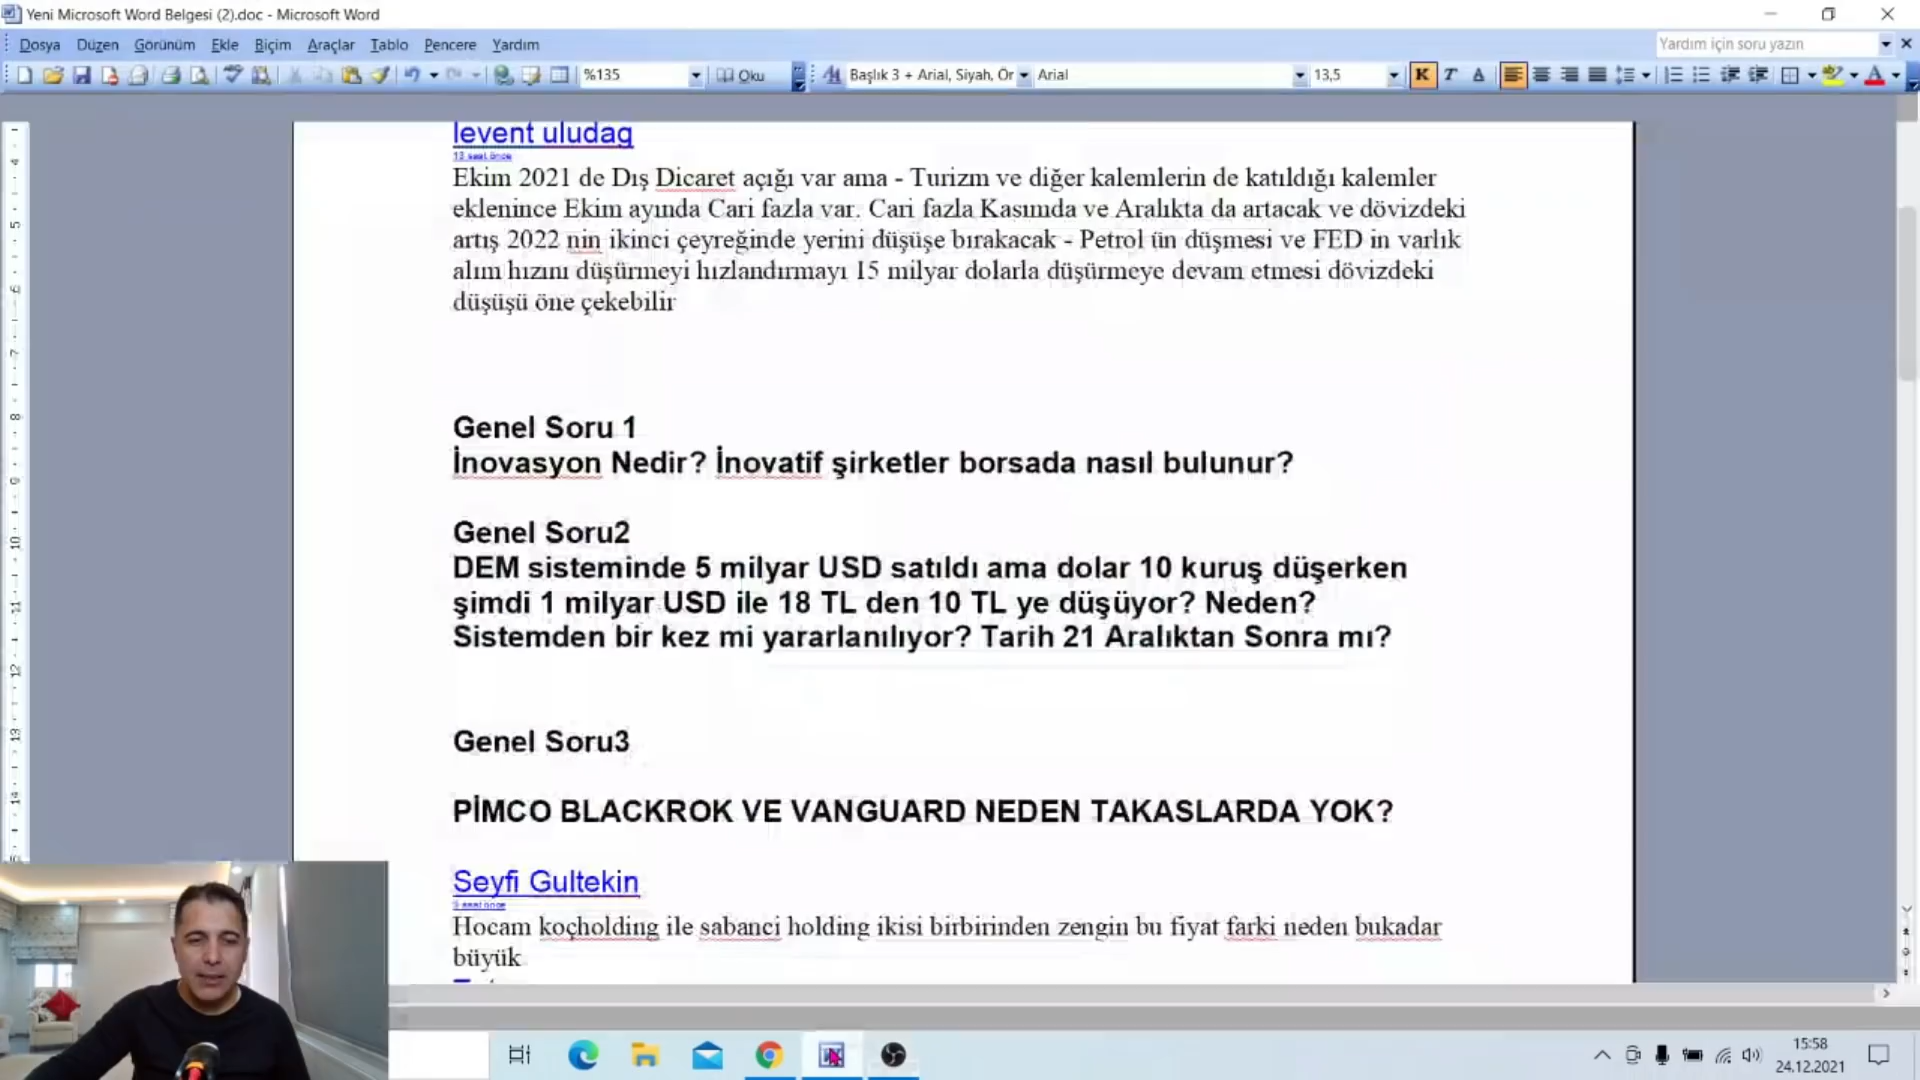 Yeni Microsoft Word Belgesi (2).doc - Microsoft Word
Dosya Düzen Görünüm Ekle Biçim Araçlar Tablo Pencere Yardım
Yardım için soru yazın
%135 Oku Başlık 3 + Arial, Siyah, Ör Arial 13,5 K T A
levent uludag
13 saat önce
Ekim 2021 de Dış Dicaret açığı var ama - Turizm ve diğer kalemlerin de katıldığı kalemler
eklenince Ekim ayında Cari fazla var. Cari fazla Kasımda ve Aralıkta da artacak ve dövizdeki
artış 2022 nin ikinci çeyreğinde yerini düşüşe bırakacak - Petrol ün düşmesi ve FED in varlık
alım hızını düşürmeyi hızlandırmayı 15 milyar dolarla düşürmeye devam etmesi dövizdeki
düşüşü öne çekebilir
Genel Soru 1
İnovasyon Nedir? İnovatif şirketler borsada nasıl bulunur?
Genel Soru2
DEM sisteminde 5 milyar USD satıldı ama dolar 10 kuruş düşerken
şimdi 1 milyar USD ile 18 TL den 10 TL ye düşüyor? Neden?
Sistemden bir kez mi yararlanılıyor? Tarih 21 Aralıktan Sonra mı?
Genel Soru3
PİMCO BLACKROK VE VANGUARD NEDEN TAKASLARDA YOK?
Seyfi Gultekin
saat önce
Hocam koçholding ile sabanci holding ikisi birbirinden zengin bu fiyat farki neden bukadar
büyük
15:58
24.12.2021